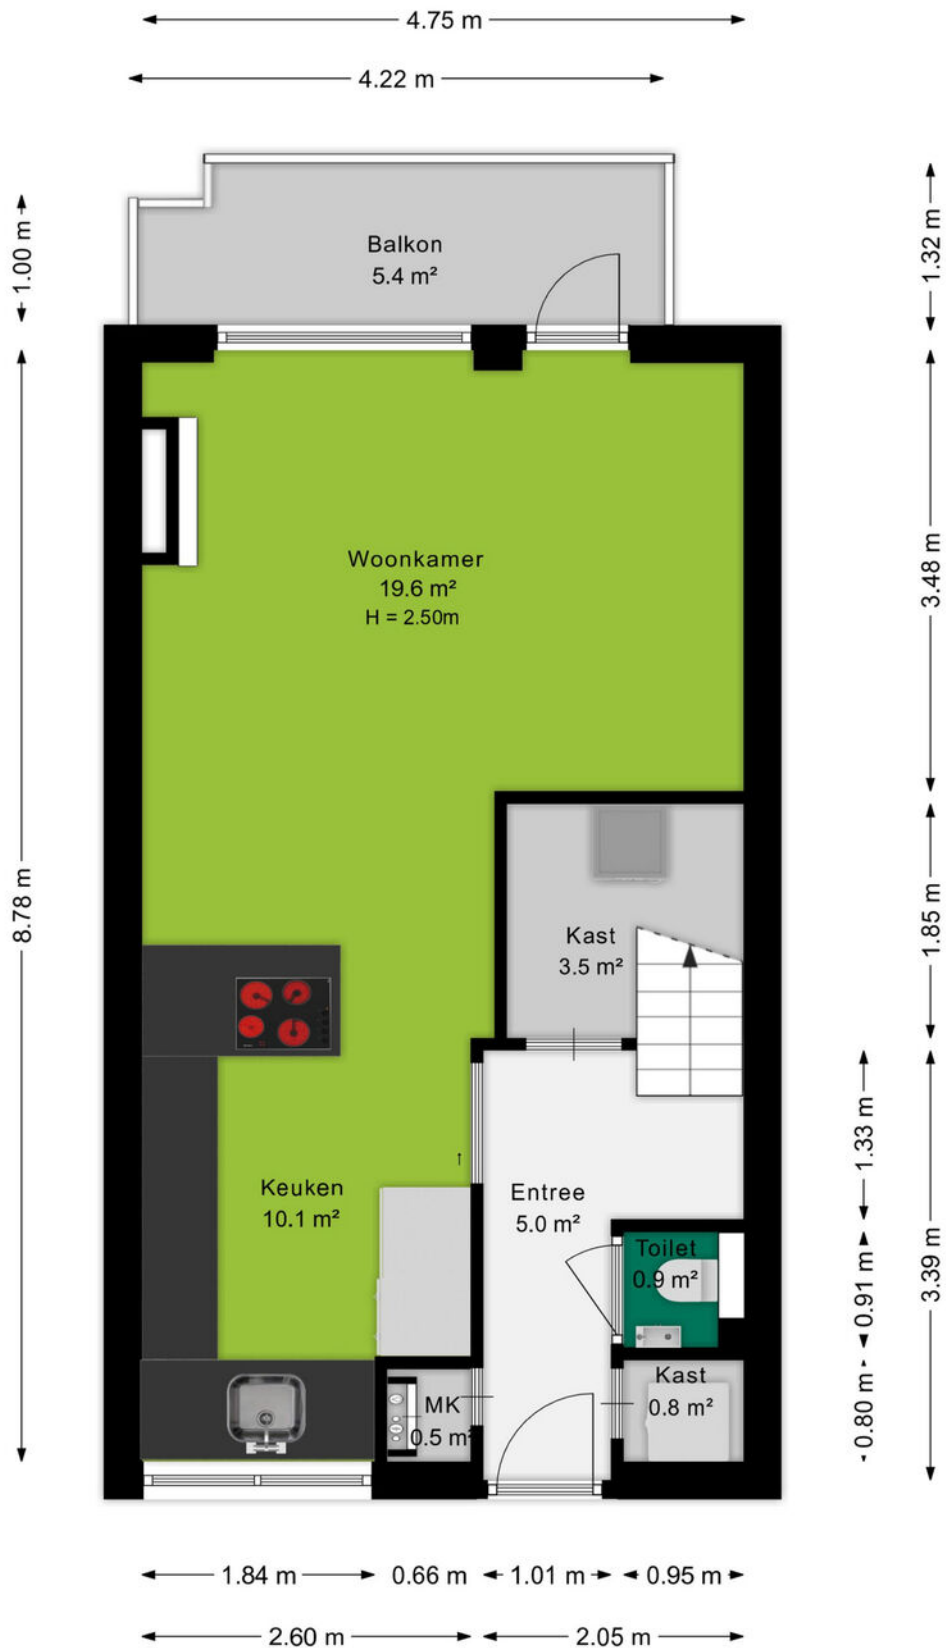 4.75 m
4.22 m
1.00 m
1.32 m
Balkon
5.4 m²
Woonkamer
19.6 m²
H = 2.50m
3.48 m
8.78 m
1.85 m
Kast
3.5 m²
1.33 m
Keuken
10.1 m²
Entree
5.0 m²
Toilet
0.9 m²
0.91 m
3.39 m
Kast
0.8 m²
MK
0.5 m²
0.80 m
1.84 m
0.66 m
1.01 m
0.95 m
2.60 m
2.05 m